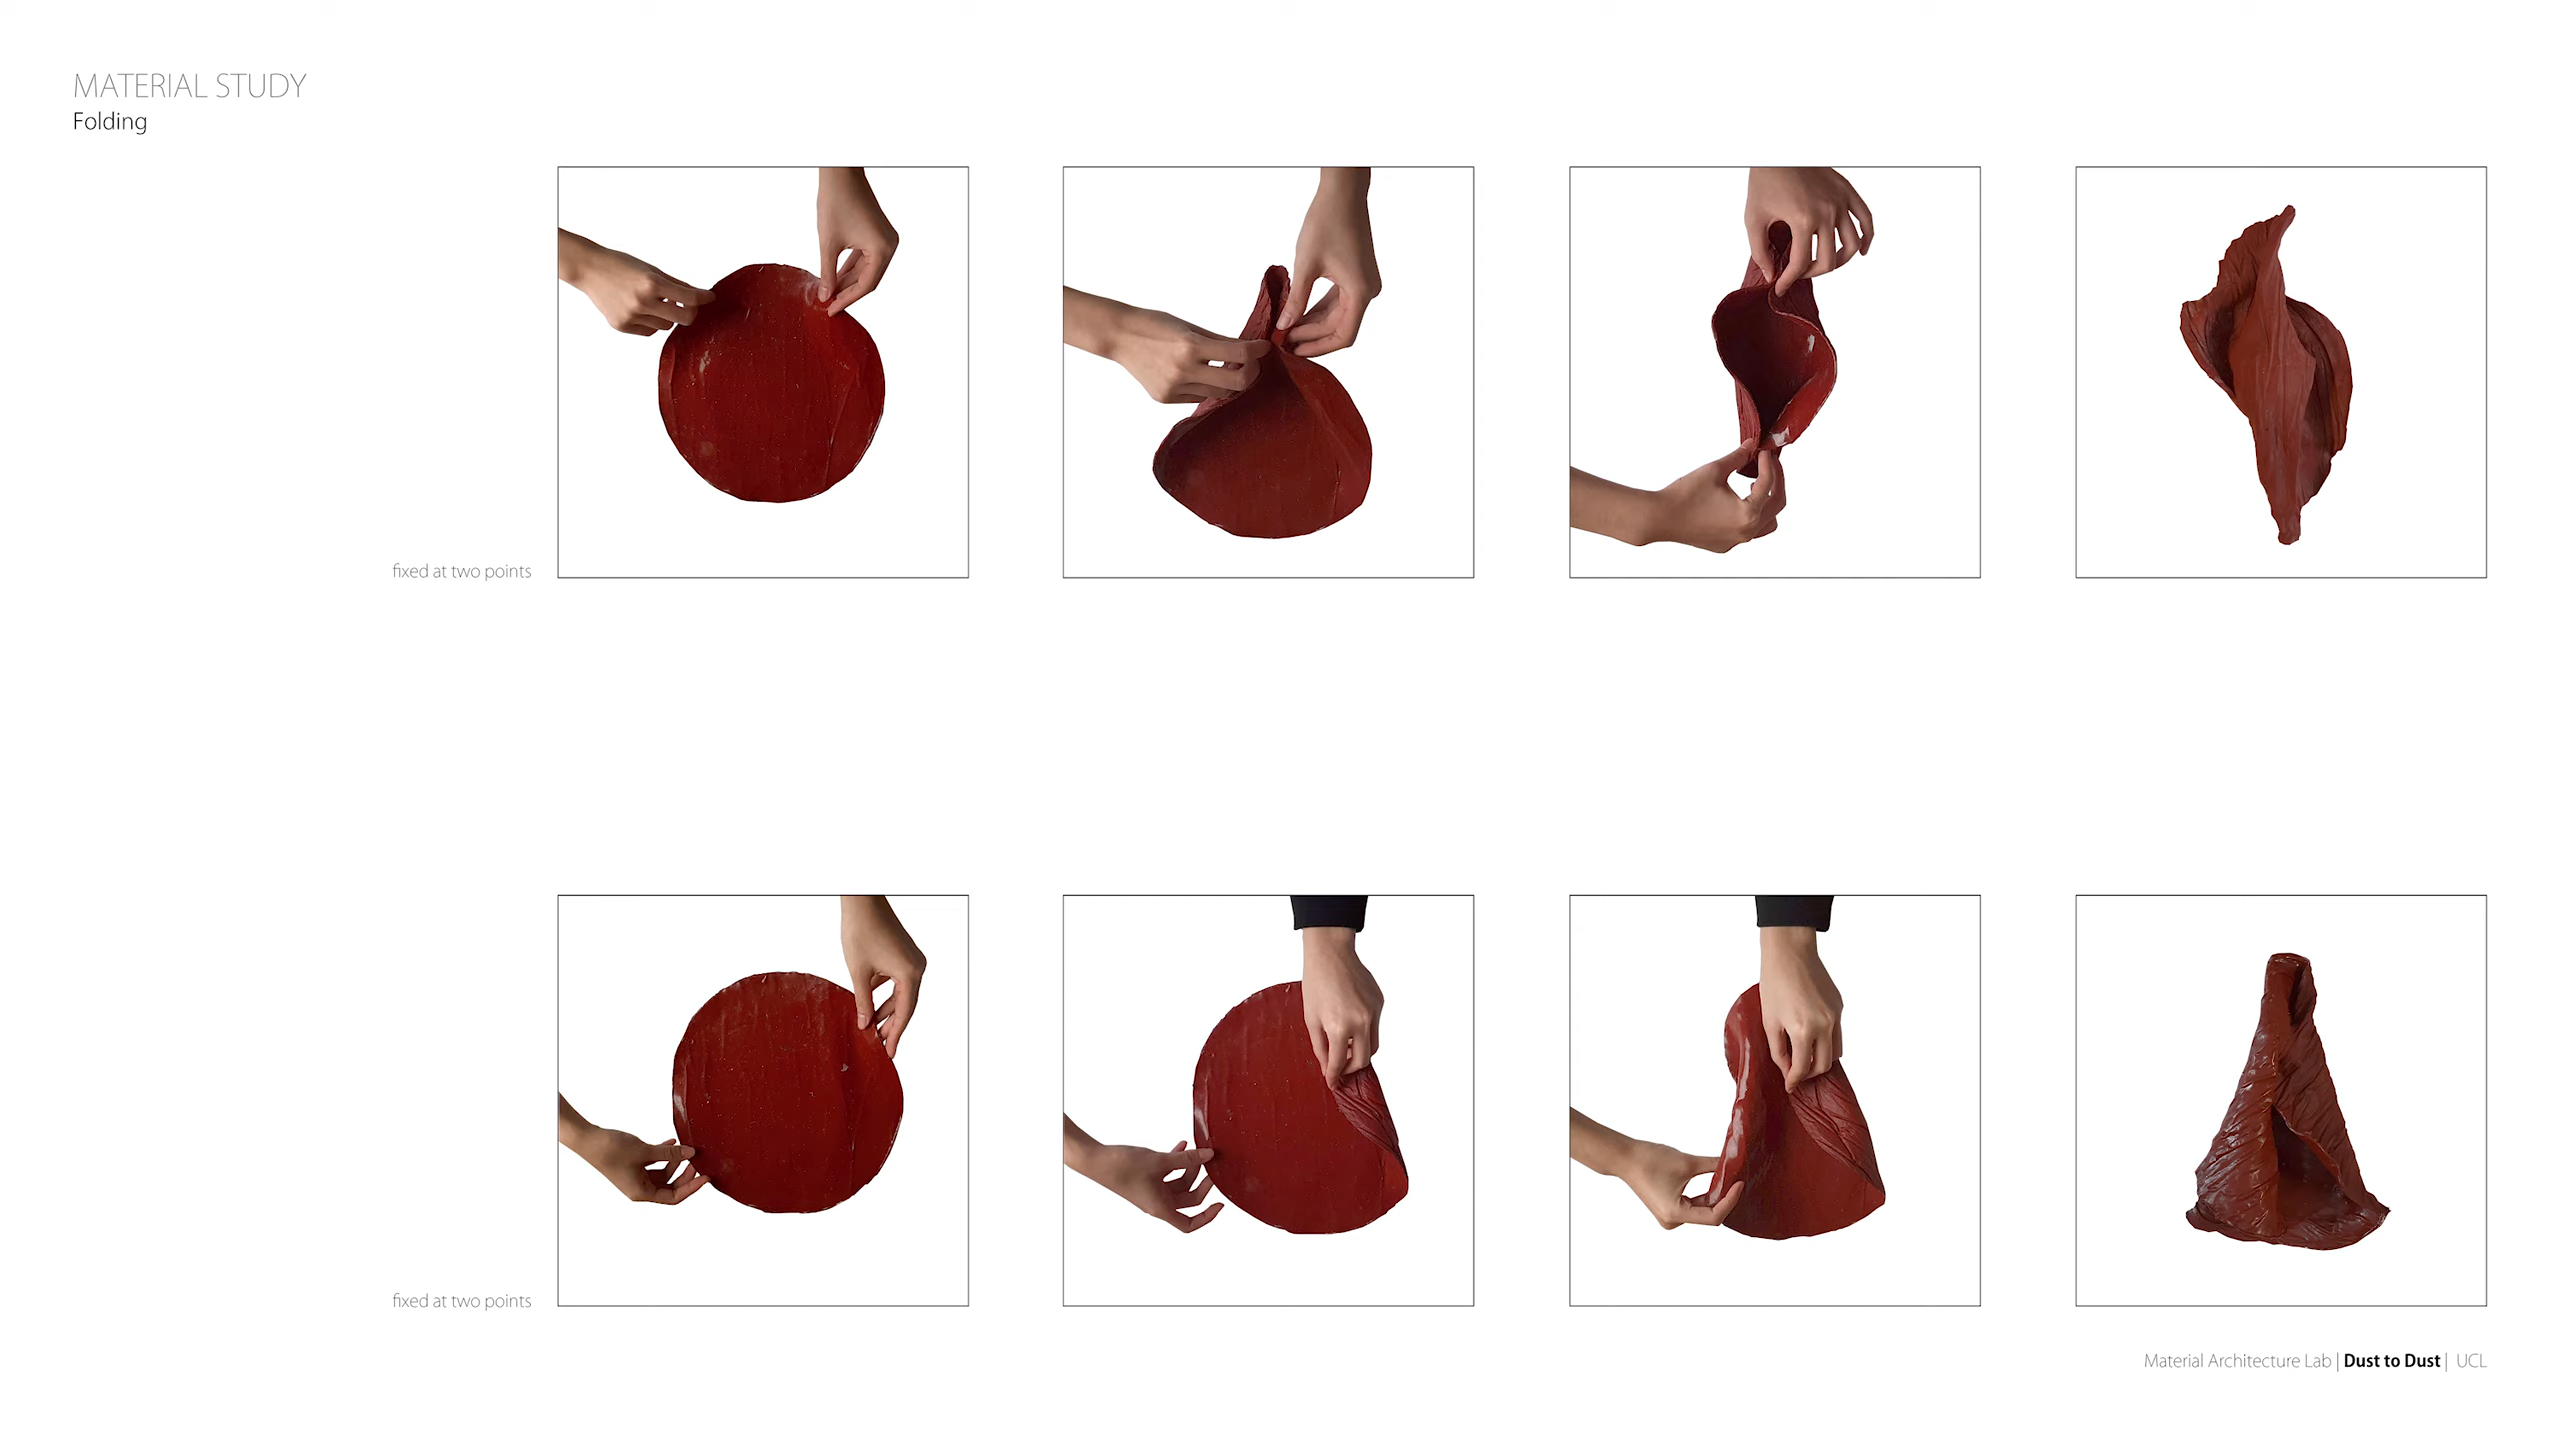 MATERIAL STUDY
Folding
fixed at two points
fixed at two points
Material Architecture Lab | Dust to Dust | UCL